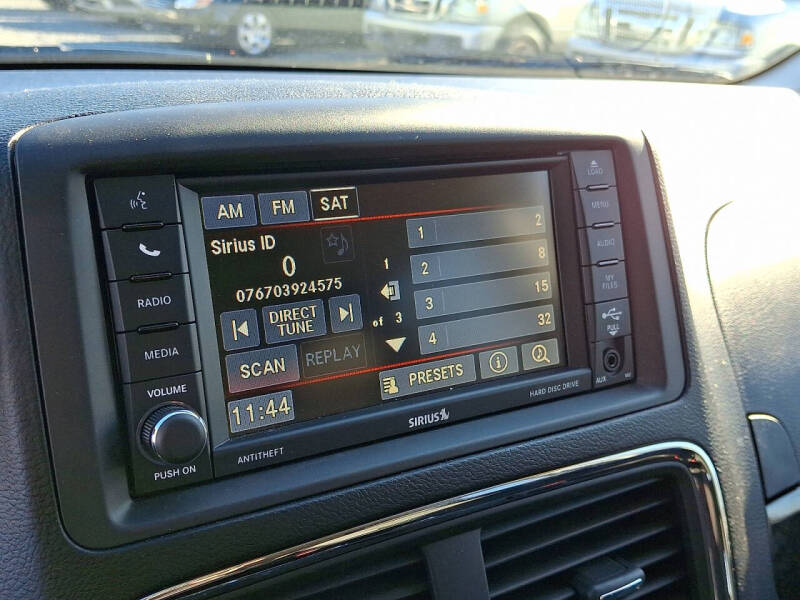 LOAD
AM FM SAT
MENU
Sirius ID
0
076703924575
1
of 3
1 2
2 8
3 15
4 32
AUDIO
MY FILES
PULL
AUX
RADIO
MEDIA
VOLUME
PUSH ON
DIRECT TUNE
SCAN REPLAY
PRESETS
11:44
ANTITHEFT
SIRIUS
HARD DISC DRIVE